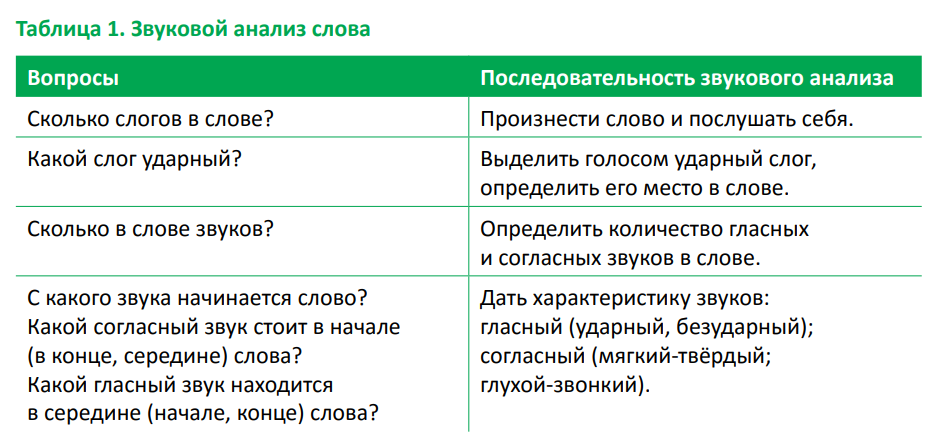 Таблица 1. Звуковой анализ слова
Вопросы
Последовательность звукового анализа
Сколько слогов в слове?
Произнести слово и послушать себя.
Какой слог ударный?
Выделить голосом ударный слог,
определить его место в слове.
Сколько в слове звуков?
Определить количество гласных
и согласных звуков в слове.
С какого звука начинается слово?
Какой согласный звук стоит в начале
(в конце, середине) слова?
Какой гласный звук находится
в середине (начале, конце) слова?
Дать характеристику звуков:
гласный (ударный, безударный);
согласный (мягкий-твёрдый;
глухой-звонкий).